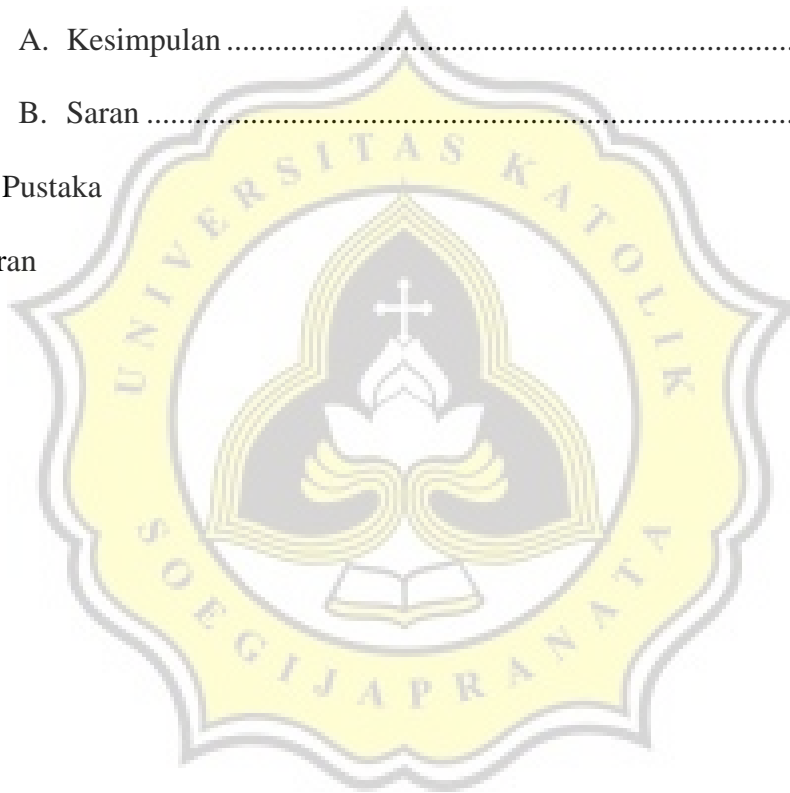 A. Kesimpulan ......................................................................
B. Saran ................................................................................
Pustaka
ran
UNIVERSITAS KATOLIK
SOEGIJAPRANATA